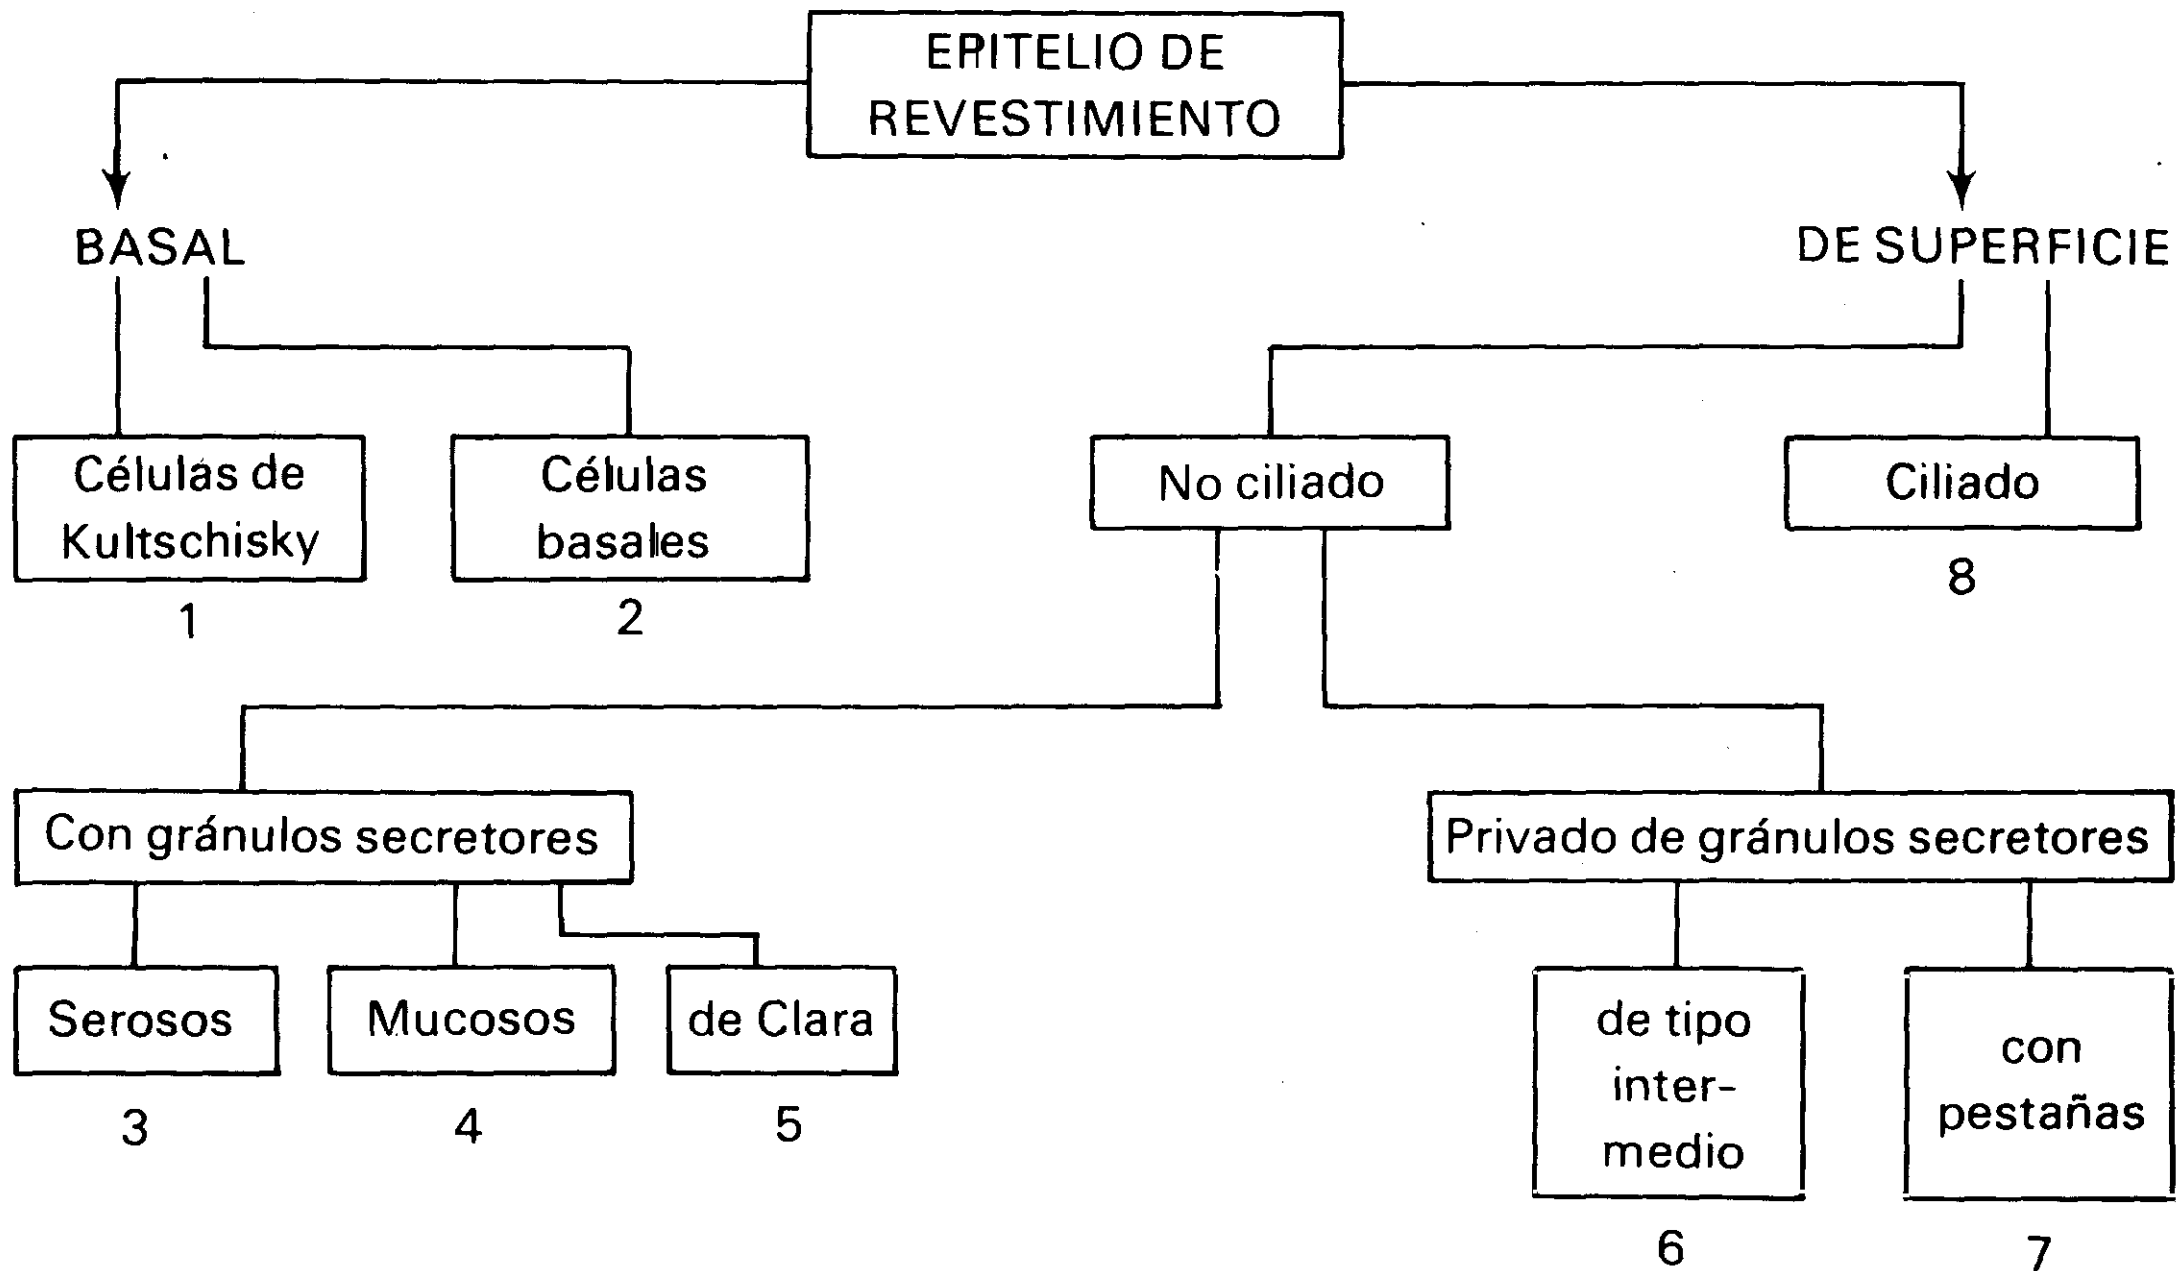 EPITELIO DE
REVESTIMIENTO
BASAL
DE SUPERFICIE
Células de
Kultschisky
1
Células
basales
2
No ciliado
Ciliado
8
Con gránulos secretores
Privado de gránulos secretores
Serosos
3
Mucosos
4
de Clara
5
de tipo
inter-
medio
6
con
pestañas
7